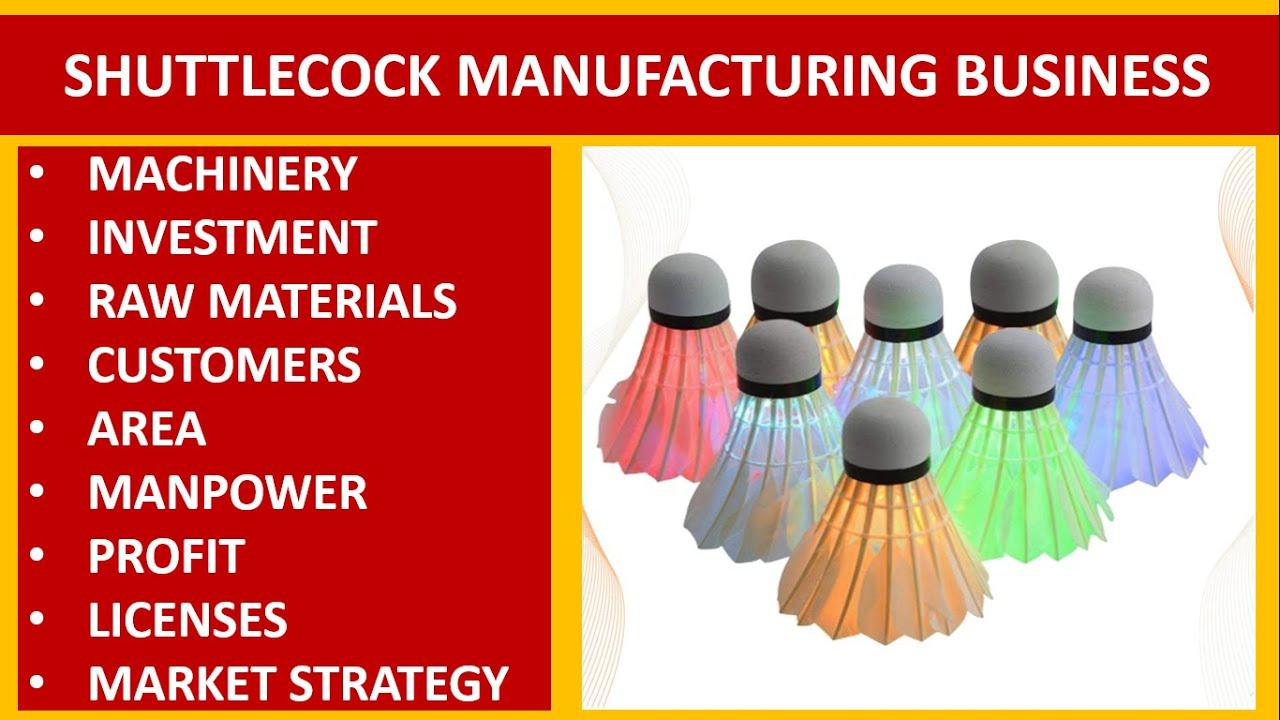 SHUTTLECOCK MANUFACTURING BUSINESS
• MACHINERY
• INVESTMENT
• RAW MATERIALS
• CUSTOMERS
• AREA
• MANPOWER
• PROFIT
• LICENSES
• MARKET STRATEGY